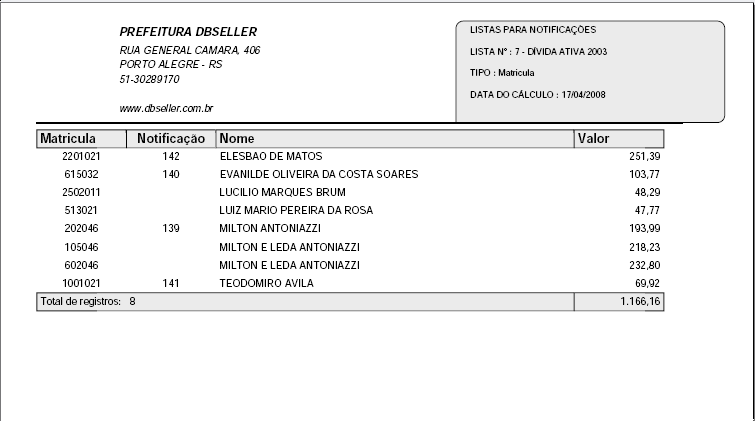 PREFEITURA DBSELLER
RUA GENERAL CAMARA, 406
PORTO ALEGRE - RS
51-30289170
www.dbseller.com.br
LISTAS PARA NOTIFICAÇÕES
LISTA N° : 7 - DÍVIDA ATIVA 2003
TIPO : Matricula
DATA DO CÁLCULO : 17/04/2008
Matricula Notificação Nome Valor
2201021 142 ELESBAO DE MATOS 251,39
615032 140 EVANILDE OLIVEIRA DA COSTA SOARES 103,77
2502011 LUCILIO MARQUES BRUM 48,29
513021 LUIZ MARIO PEREIRA DA ROSA 47,77
202046 139 MILTON ANTONIAZZI 193,99
105046 MILTON E LEDA ANTONIAZZI 218,23
602046 MILTON E LEDA ANTONIAZZI 232,80
1001021 141 TEODOMIRO AVILA 69,92
Total de registros: 8 1.166,16